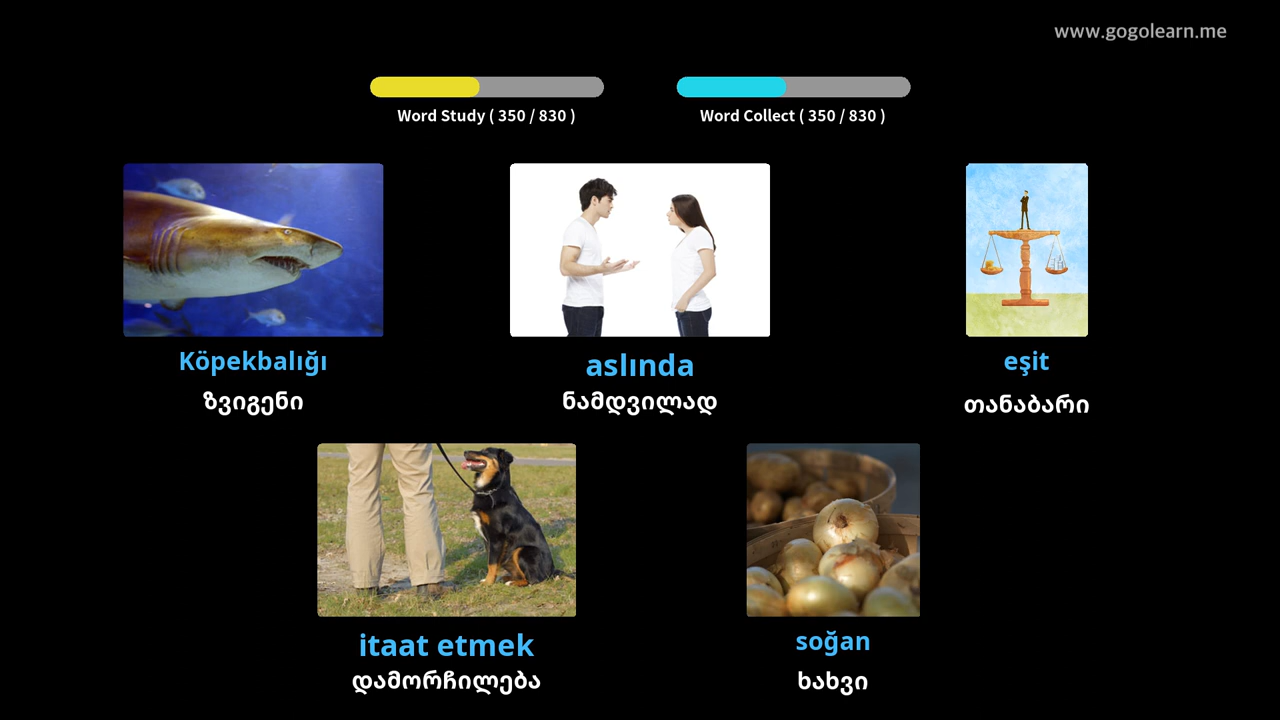 www.gogolearn.me
Word Study ( 350 / 830 )
Word Collect ( 350 / 830 )
Köpekbalığı
aslında
eşit
ზვიგენი
ნამდვილად
თანაბარი
itaat etmek
soğan
დამორჩილება
ხახვი